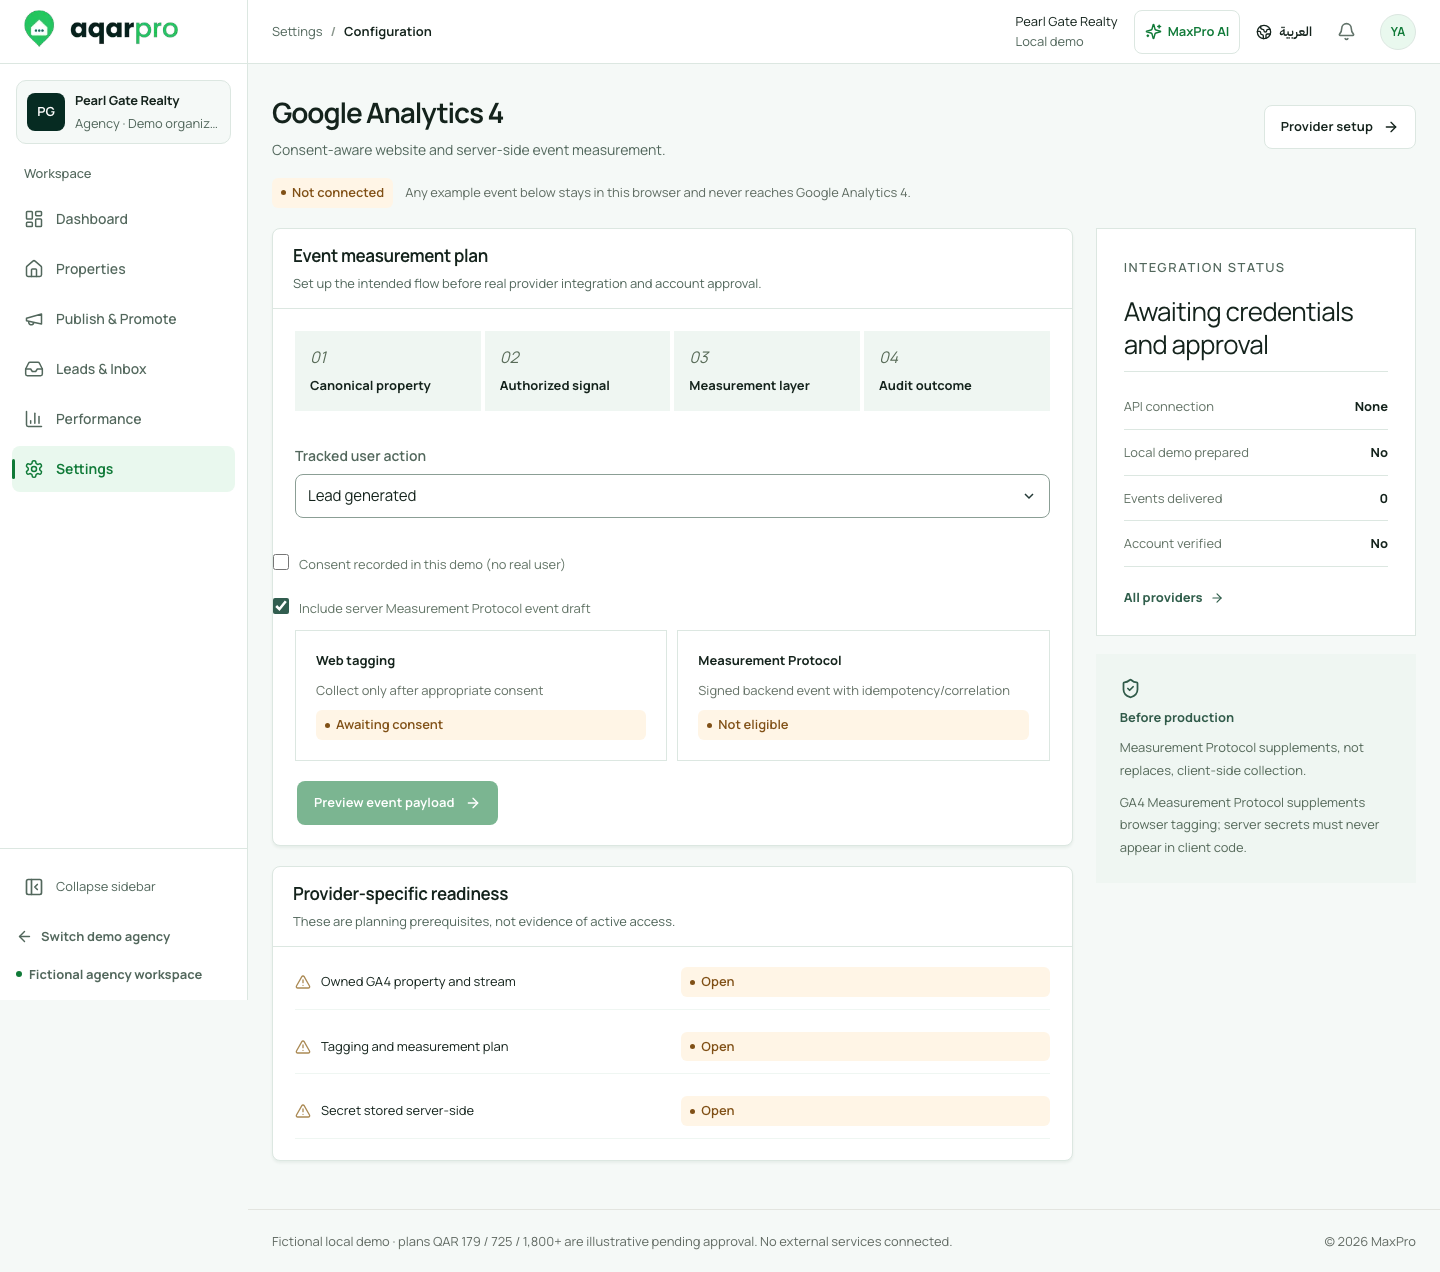 aqarpro
Settings / Configuration
Pearl Gate Realty
Local demo
MaxPro AI
العربية
YA
PG
Pearl Gate Realty
Agency · Demo organiz...
Workspace
Dashboard
Properties
Publish & Promote
Leads & Inbox
Performance
Settings
Collapse sidebar
Switch demo agency
Fictional agency workspace
Google Analytics 4
Consent-aware website and server-side event measurement.
Provider setup
Not connected
Any example event below stays in this browser and never reaches Google Analytics 4.
Event measurement plan
Set up the intended flow before real provider integration and account approval.
01
Canonical property
02
Authorized signal
03
Measurement layer
04
Audit outcome
Tracked user action
Lead generated
Consent recorded in this demo (no real user)
Include server Measurement Protocol event draft
Web tagging
Collect only after appropriate consent
Awaiting consent
Measurement Protocol
Signed backend event with idempotency/correlation
Not eligible
Preview event payload
Provider-specific readiness
These are planning prerequisites, not evidence of active access.
Owned GA4 property and stream
Open
Tagging and measurement plan
Open
Secret stored server-side
Open
INTEGRATION STATUS
Awaiting credentials
and approval
API connection None
Local demo prepared No
Events delivered 0
Account verified No
All providers
Before production
Measurement Protocol supplements, not
replaces, client-side collection.
GA4 Measurement Protocol supplements
browser tagging; server secrets must never
appear in client code.
Fictional local demo · plans QAR 179 / 725 / 1,800+ are illustrative pending approval. No external services connected.
© 2026 MaxPro